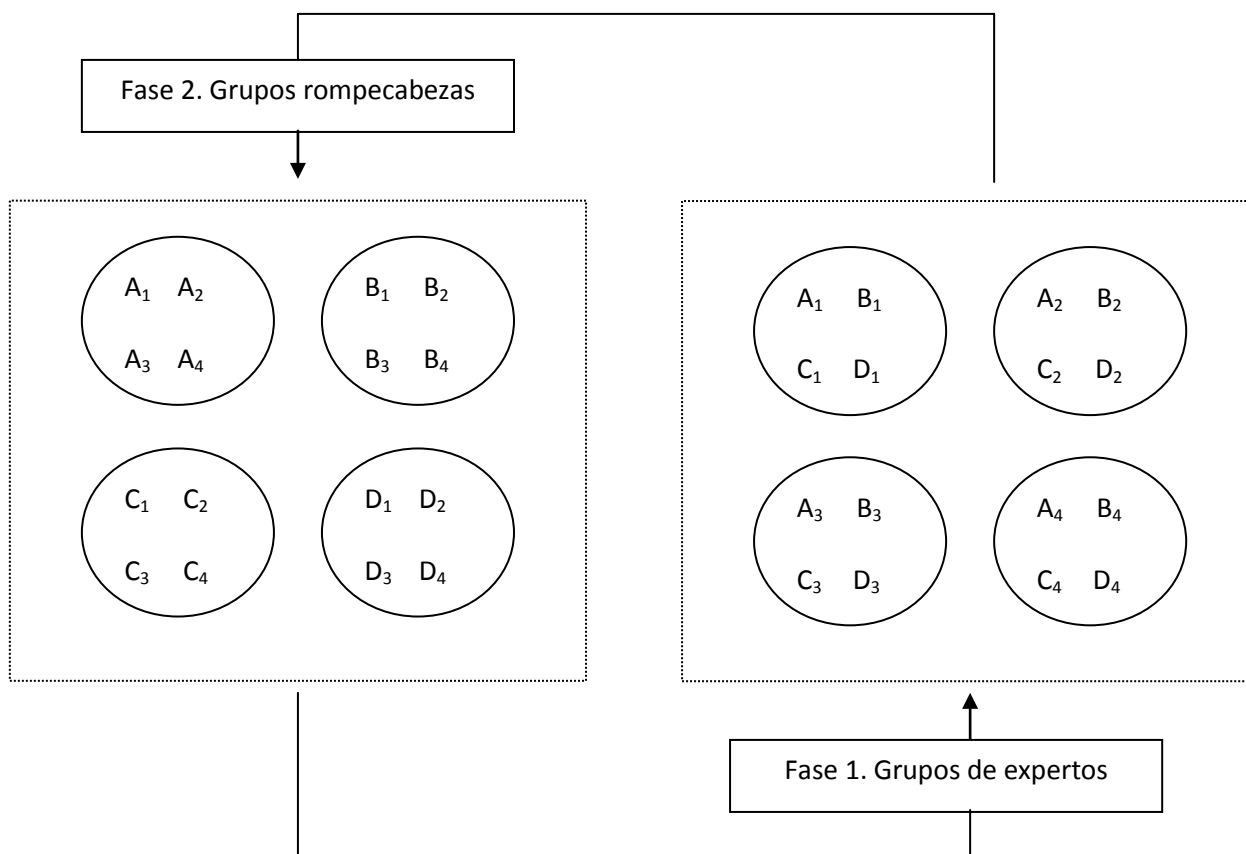 Fase 2. Grupos rompecabezas
A₁ A₂
A₃ A₄
B₁ B₂
B₃ B₄
C₁ C₂
C₃ C₄
D₁ D₂
D₃ D₄
A₁ B₁
C₁ D₁
A₂ B₂
C₂ D₂
A₃ B₃
C₃ D₃
A₄ B₄
C₄ D₄
Fase 1. Grupos de expertos